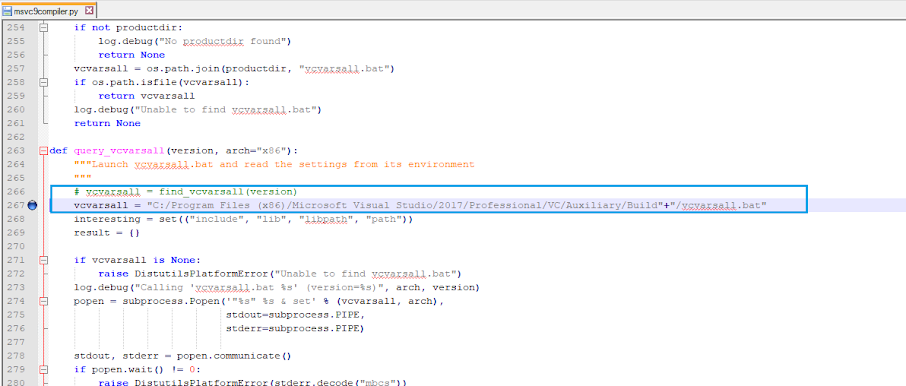 msvc9compiler.py
254 if not productdir:
255 log.debug("No productdir found")
256 return None
257 vcvarsall = os.path.join(productdir, "vcvarsall.bat")
258 if os.path.isfile(vcvarsall):
259 return vcvarsall
260 log.debug("Unable to find vcvarsall.bat")
261 return None
262
263 def query_vcvarsall(version, arch="x86"):
264 """Launch vcvarsall.bat and read the settings from its environment
265 """
266 # vcvarsall = find_vcvarsall(version)
267 vcvarsall = "C:/Program Files (x86)/Microsoft Visual Studio/2017/Professional/VC/Auxiliary/Build"+"/vcvarsall.bat"
268 interesting = set(("include", "lib", "libpath", "path"))
269 result = {}
270
271 if vcvarsall is None:
272 raise DistutilsPlatformError("Unable to find vcvarsall.bat")
273 log.debug("Calling 'vcvarsall.bat %s' (version=%s)", arch, version)
274 popen = subprocess.Popen('"%s" %s & set' % (vcvarsall, arch),
275 stdout=subprocess.PIPE,
276 stderr=subprocess.PIPE)
277
278 stdout, stderr = popen.communicate()
279 if popen.wait() != 0:
280 raise DistutilsPlatformError(stderr.decode("mbcs"))